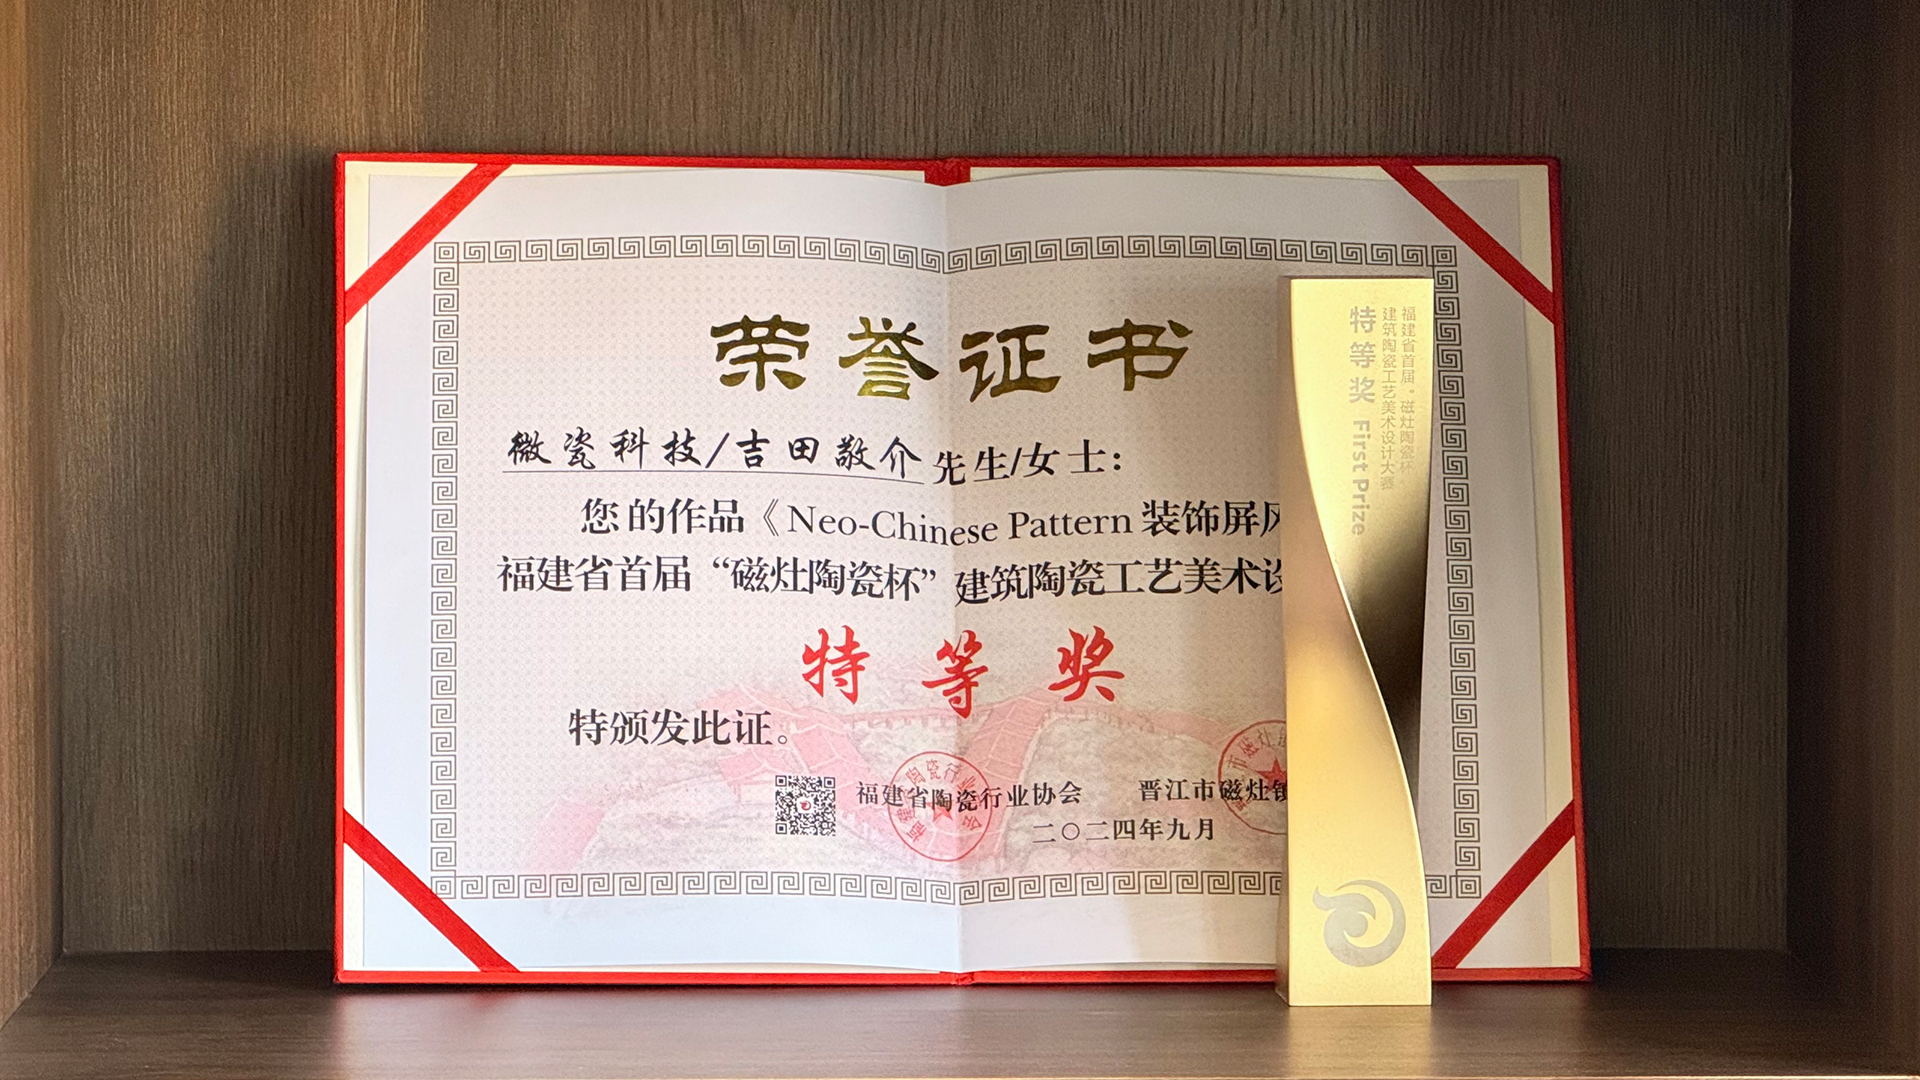 荣誉证书
微瓷科技/吉田敬介 先生/女士:
您的作品《Neo-Chinese Pattern 装饰屏风
福建省首届“磁灶陶瓷杯”建筑陶瓷工艺美术设
特等奖
特颁发此证。
福建省陶瓷行业协会 晋江市磁灶镇
二〇二四年九月
福建省首届“磁灶陶瓷杯”
建筑陶瓷工艺美术设计大赛
特等奖 First Prize